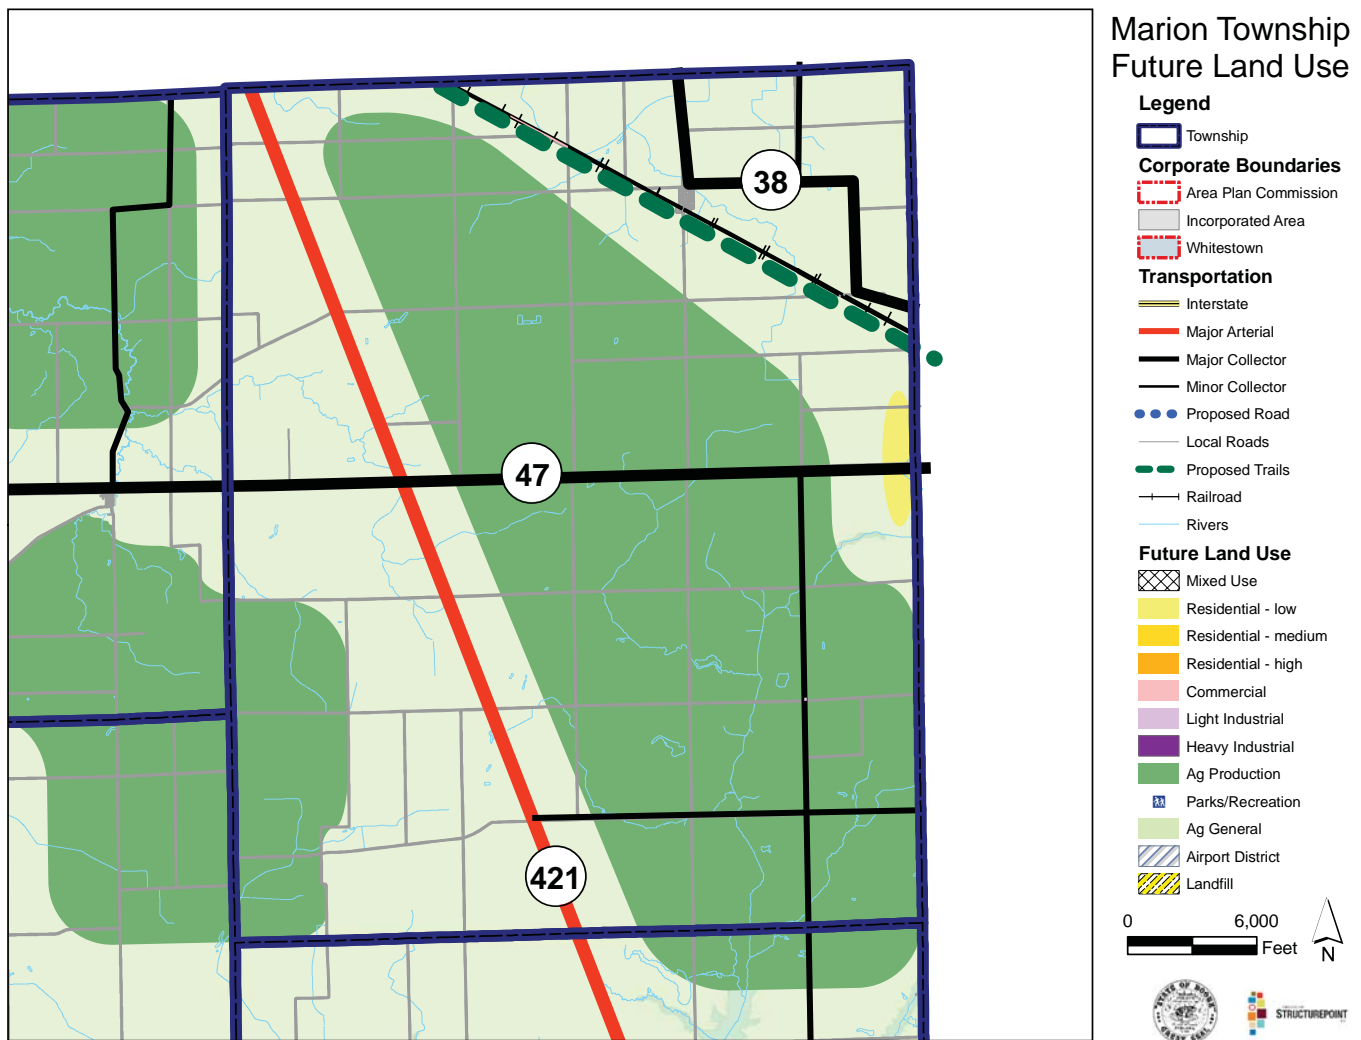 Marion Township
Future Land Use
Legend
Township
Corporate Boundaries
Area Plan Commission
Incorporated Area
Whitestown
Transportation
Interstate
Major Arterial
Major Collector
Minor Collector
Proposed Road
Local Roads
Proposed Trails
Railroad
Rivers
Future Land Use
Mixed Use
Residential - low
Residential - medium
Residential - high
Commercial
Light Industrial
Heavy Industrial
Ag Production
Parks/Recreation
Ag General
Airport District
Landfill
0 6,000
Feet
N
STRUCTUREPOINT
38
47
421